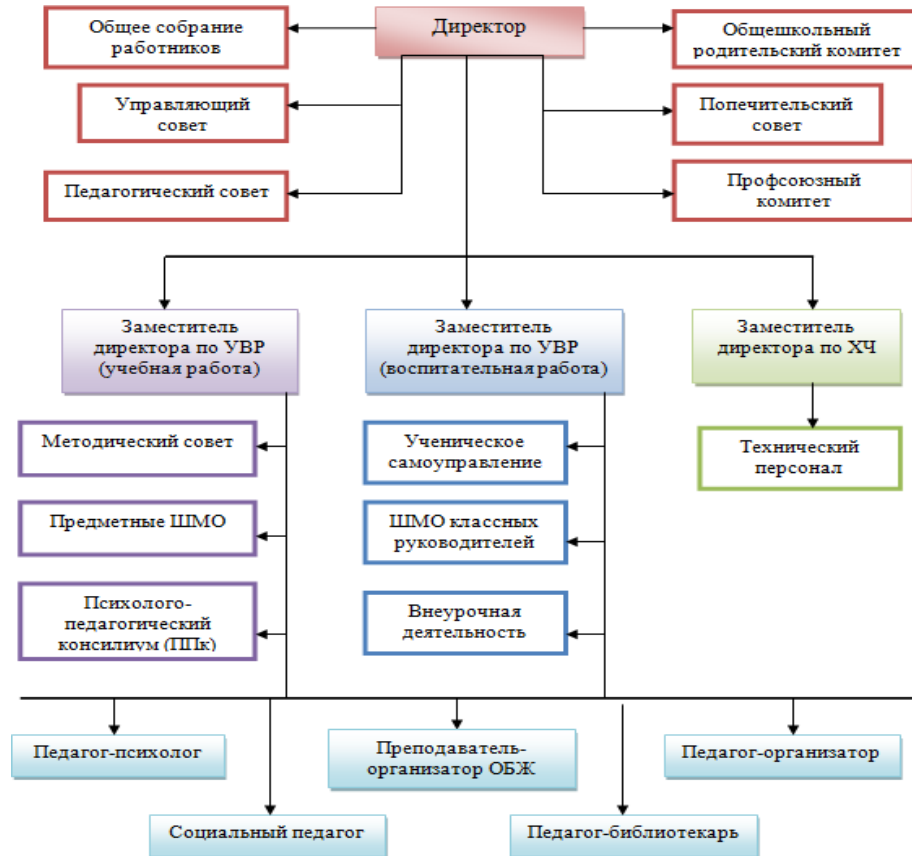 Общее собрание
работников
Директор
Общешкольный
родительский комитет
Управляющий
совет
Попечительский
совет
Педагогический совет
Профсоюзный
комитет
Заместитель
директора по УВР
(учебная работа)
Заместитель
директора по УВР
(воспитательная работа)
Заместитель
директора по ХЧ
Методический совет
Ученическое
самоуправление
Технический
персонал
Предметные ШМО
ШМО классных
руководителей
Психолого-
педагогический
консилиум (ППк)
Внеурочная
деятельность
Педагог-психолог
Преподаватель-
организатор ОБЖ
Педагог-организатор
Социальный педагог
Педагог-библиотекарь